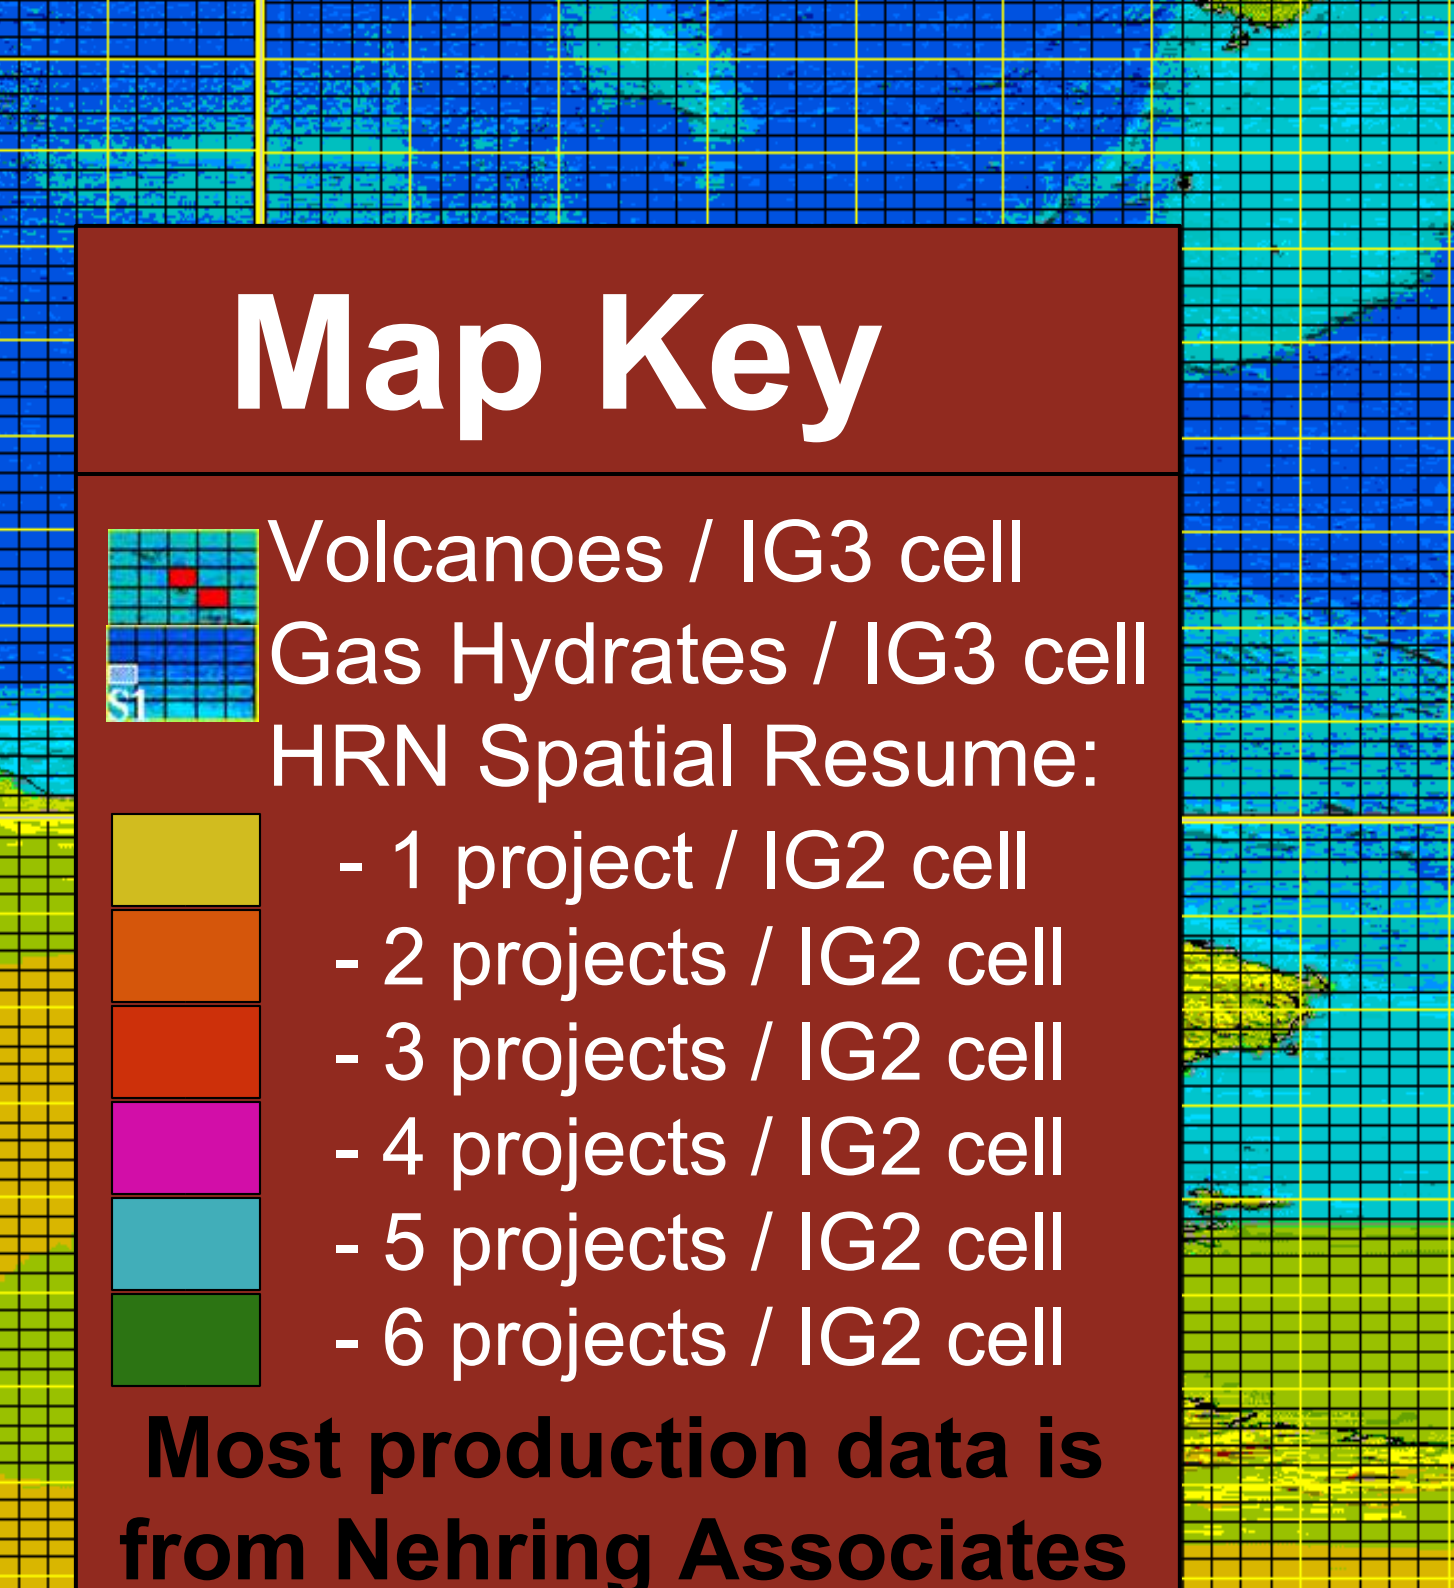 Map Key
Volcanoes / IG3 cell
Gas Hydrates / IG3 cell
S1
HRN Spatial Resume:
- 1 project / IG2 cell
- 2 projects / IG2 cell
- 3 projects / IG2 cell
- 4 projects / IG2 cell
- 5 projects / IG2 cell
- 6 projects / IG2 cell
Most production data is
from Nehring Associates